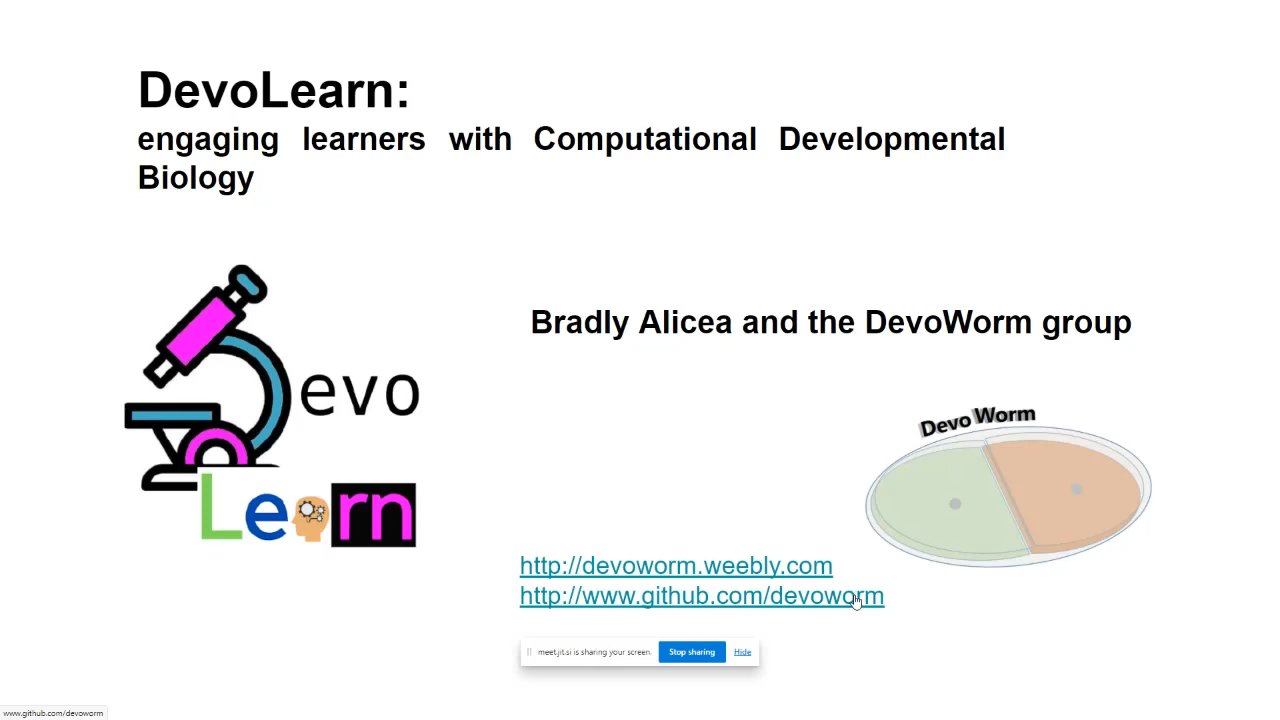 DevoLearn:
engaging learners with Computational Developmental
Biology
Bradly Alicea and the DevoWorm group
evo
Learn
Devo Worm
http://devoworm.weebly.com
http://www.github.com/devoworm
meet.jit.si is sharing your screen. Stop sharing Hide
www.github.com/devoworm